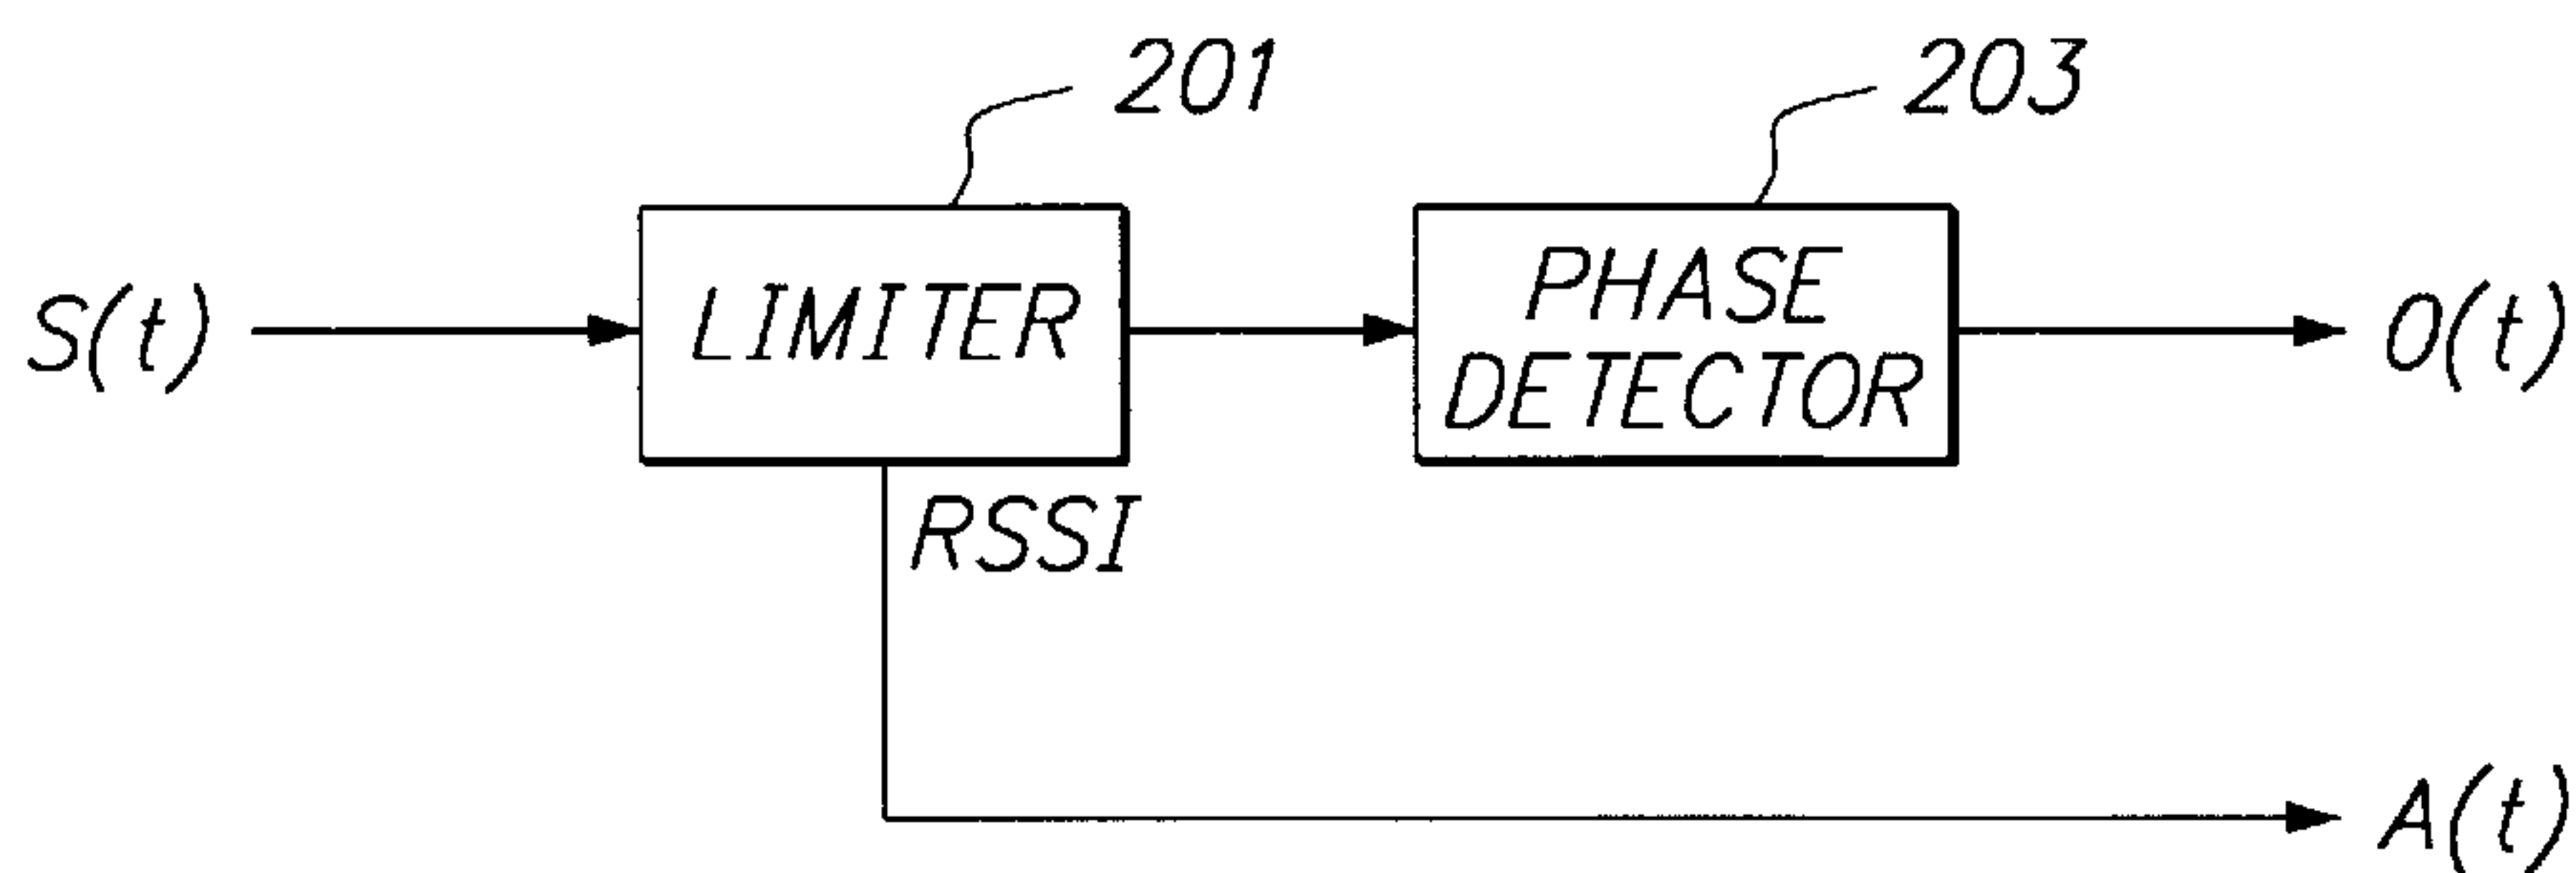 201
203
S(t)
LIMITER
PHASE
DETECTOR
O(t)
RSSI
A(t)